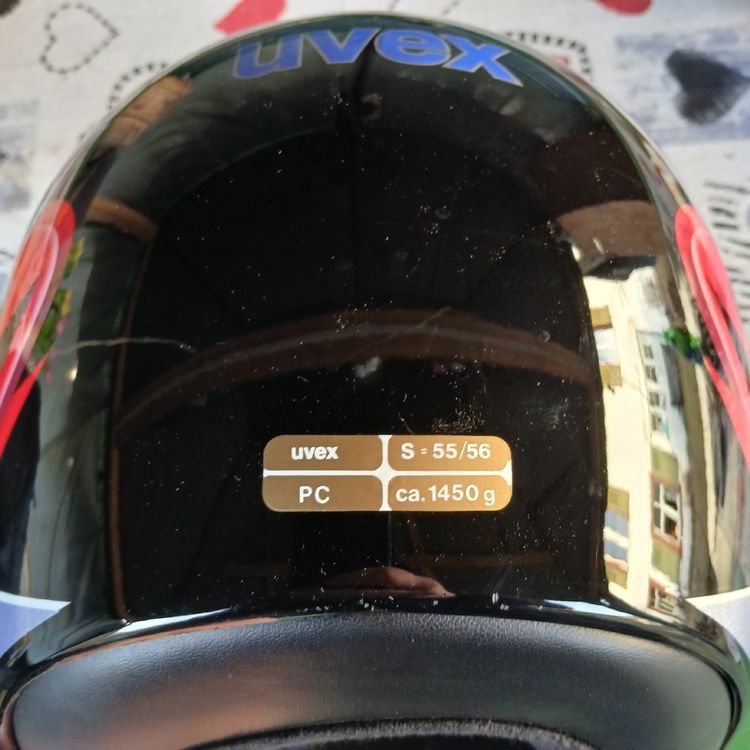 uvex
uvex S = 55/56
PC ca. 1450 g